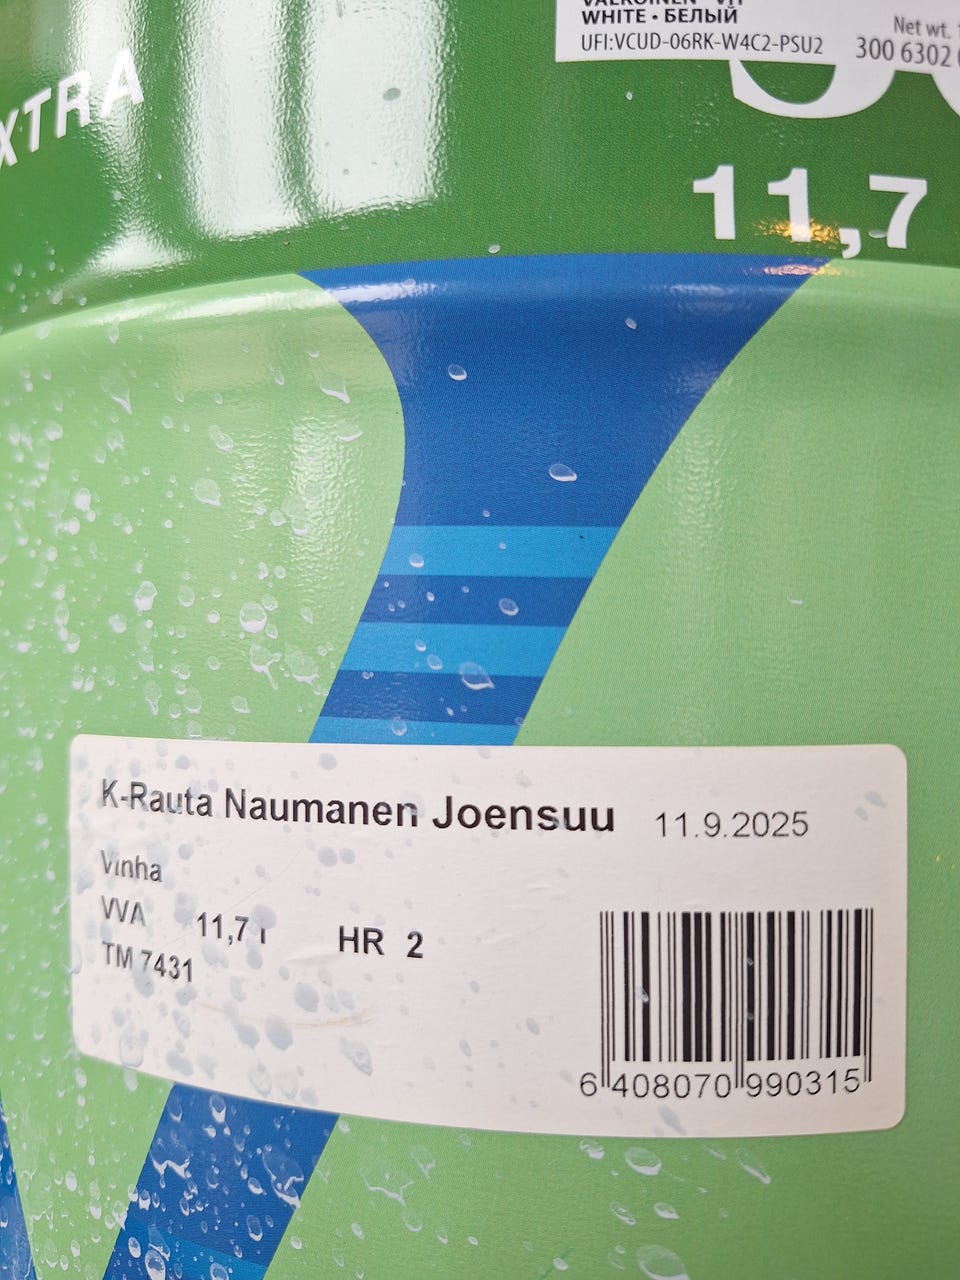 WHITE • БЕЛЫЙ
UFI:VCUD-06RK-W4C2-PSU2
Net wt.
300 6302
XTRA
11,7
K-Rauta Naumanen Joensuu 11.9.2025
Vinha
VVA 11,7 l HR 2
TM 7431
6 408070 990315